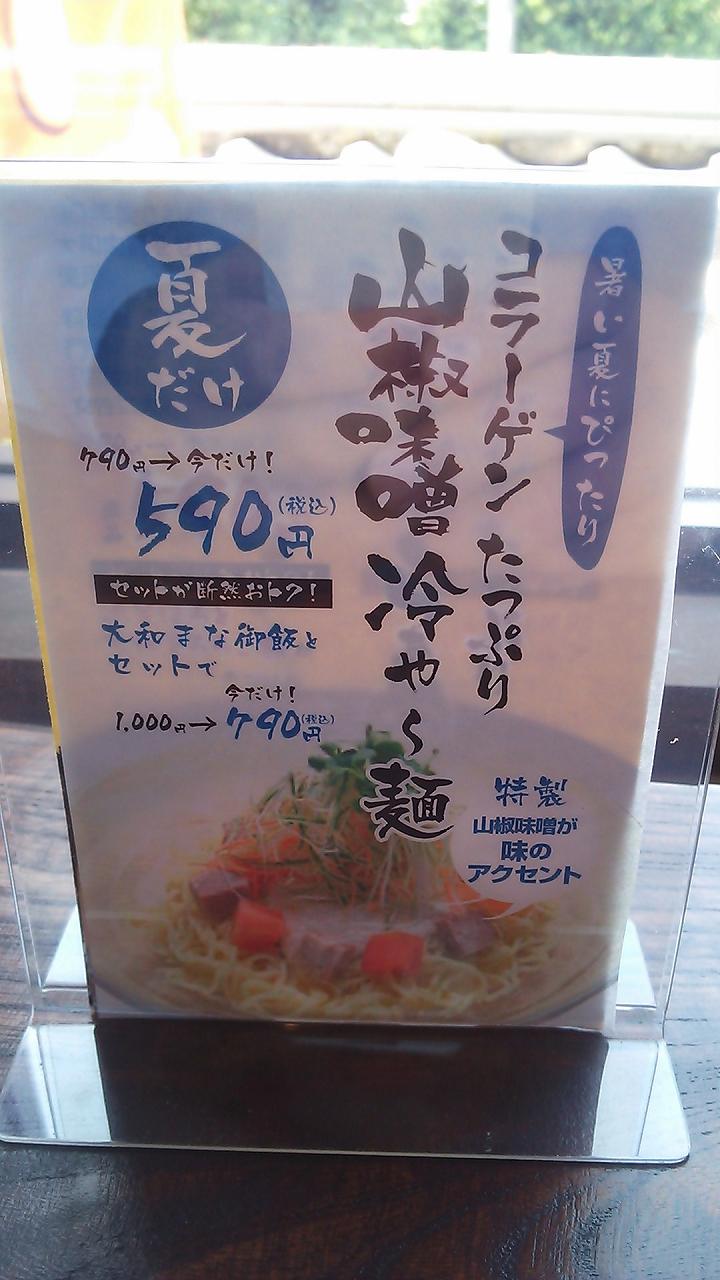 暑い夏にぴったり
コラーゲンたっぷり
山椒味噌冷やし麺
夏
だけ
790円→今だけ!
590円(税込)
セットが断然おトク!
大和まな御飯と
セットで
今だけ!
1,000円→790円(税込)
特製
山椒味噌が
味の
アクセント